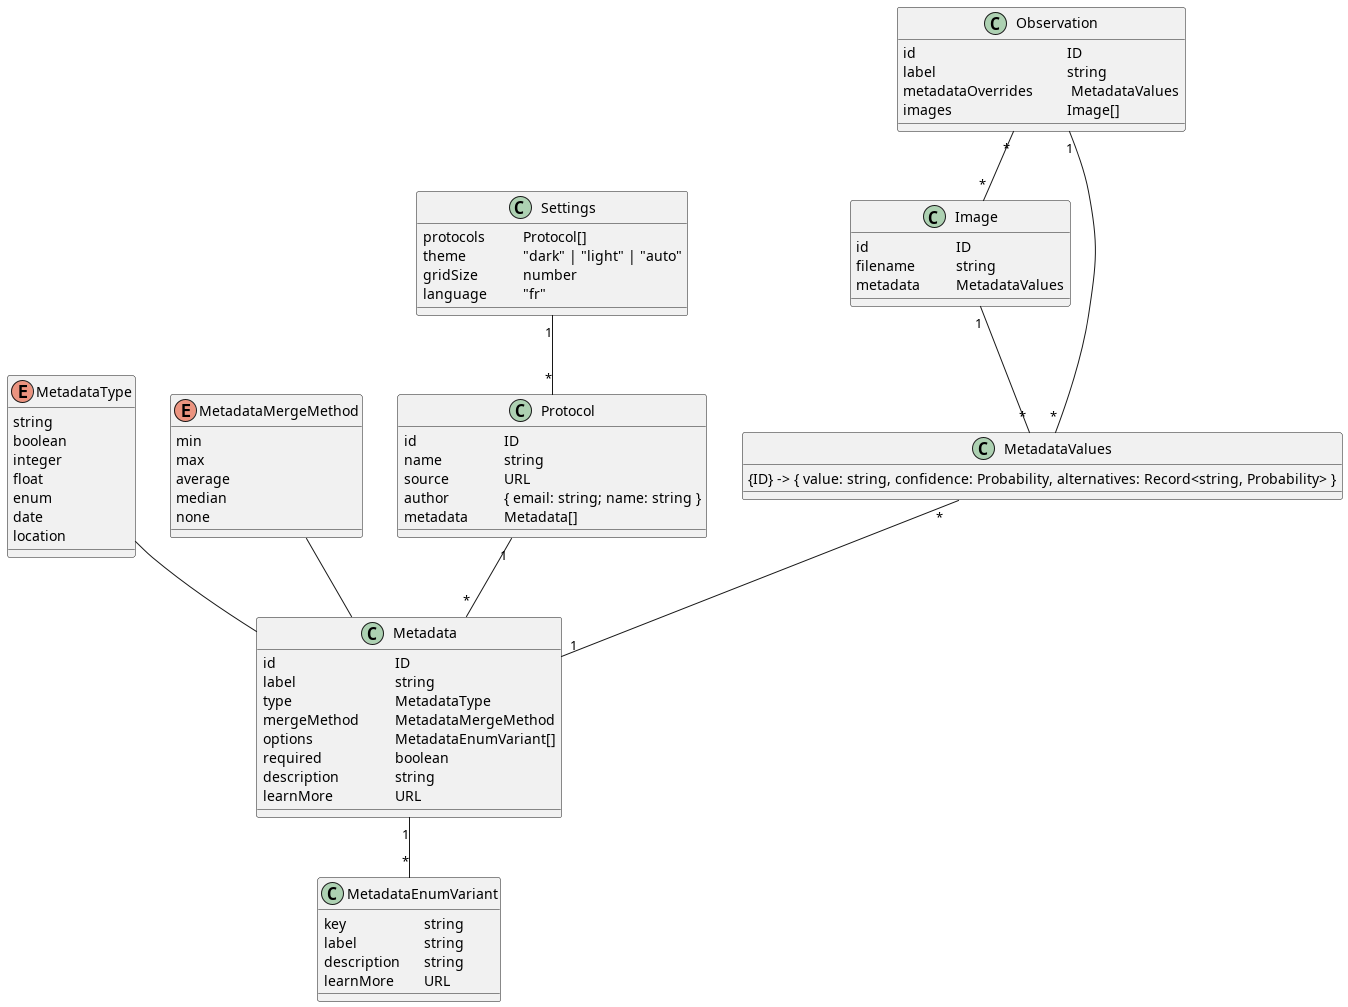 C Observation
id ID
label string
metadataOverrides MetadataValues
images Image[]
* 1
*
C Settings
protocols Protocol[]
theme "dark" | "light" | "auto"
gridSize number
language "fr"
C Image
id ID
filename string
metadata MetadataValues
1
*
1
* *
E MetadataType
string
boolean
integer
float
enum
date
location
E MetadataMergeMethod
min
max
average
median
none
C Protocol
id ID
name string
source URL
author { email: string; name: string }
metadata Metadata[]
C MetadataValues
{ID} -> { value: string, confidence: Probability, alternatives: Record<string, Probability> }
1
*
*
1
C Metadata
id ID
label string
type MetadataType
mergeMethod MetadataMergeMethod
options MetadataEnumVariant[]
required boolean
description string
learnMore URL
1
*
C MetadataEnumVariant
key string
label string
description string
learnMore URL